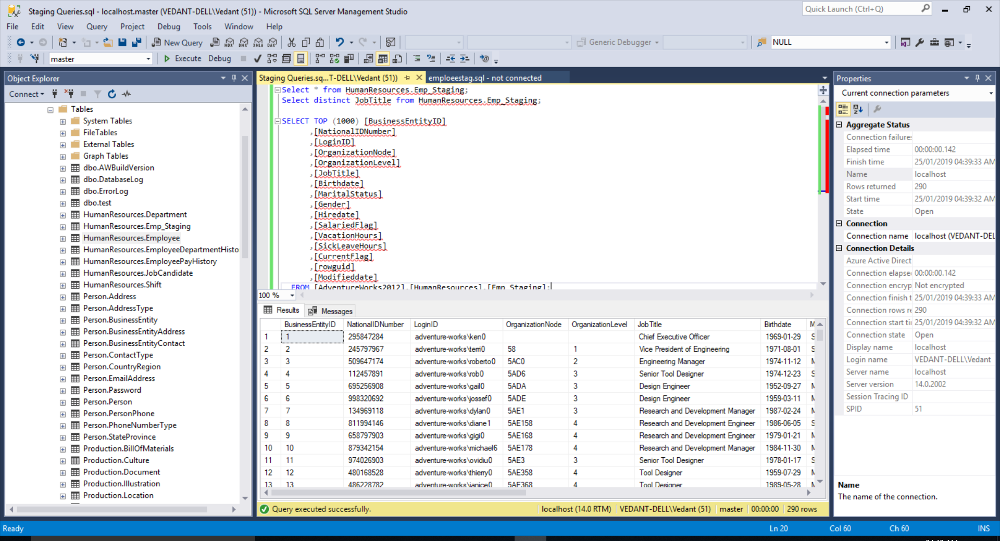 Staging Queries.sql - localhost.master (VEDANT-DELL\Vedant (51)) - Microsoft SQL Server Management Studio
Quick Launch (Ctrl+Q)
File Edit View Query Project Debug Tools Window Help
New Query MDX DMX XMLA DAX Generic Debugger NULL
master Execute Debug
Object Explorer
Connect
Tables
System Tables
FileTables
External Tables
Graph Tables
dbo.AWBuildVersion
dbo.DatabaseLog
dbo.ErrorLog
dbo.test
HumanResources.Department
HumanResources.Emp_Staging
HumanResources.Employee
HumanResources.EmployeeDepartmentHisto
HumanResources.EmployeePayHistory
HumanResources.JobCandidate
HumanResources.Shift
Person.Address
Person.AddressType
Person.BusinessEntity
Person.BusinessEntityAddress
Person.BusinessEntityContact
Person.ContactType
Person.CountryRegion
Person.EmailAddress
Person.Password
Person.Person
Person.PersonPhone
Person.PhoneNumberType
Person.StateProvince
Production.BillOfMaterials
Production.Culture
Production.Document
Production.Illustration
Production.Location
Staging Queries.sq...T-DELL\Vedant (51)) emploeestag.sql - not connected
Select * from HumanResources.Emp_Staging;
Select distinct JobTitle from HumanResources.Emp_Staging;
SELECT TOP (1000) [BusinessEntityID]
,[NationalIDNumber]
,[LoginID]
,[OrganizationNode]
,[OrganizationLevel]
,[JobTitle]
,[Birthdate]
,[MaritalStatus]
,[Gender]
,[Hiredate]
,[SalariedFlag]
,[VacationHours]
,[SickLeaveHours]
,[CurrentFlag]
,[rowguid]
,[Modifieddate]
FROM [AdventureWorks2012].[HumanResources].[Emp_Staging];
100 %
Results Messages
BusinessEntityID NationalIDNumber LoginID OrganizationNode OrganizationLevel JobTitle Birthdate M
1 1 295847284 adventure-works\ken0 Chief Executive Officer 1969-01-29 S
2 2 245797967 adventure-works\terri0 58 1 Vice President of Engineering 1971-08-01 S
3 3 509647174 adventure-works\roberto0 5AC0 2 Engineering Manager 1974-11-12 M
4 4 112457891 adventure-works\rob0 5AD6 3 Senior Tool Designer 1974-12-23 S
5 5 695256908 adventure-works\gail0 5ADA 3 Design Engineer 1952-09-27 M
6 6 998320692 adventure-works\jossef0 5ADE 3 Design Engineer 1959-03-11 M
7 7 134969118 adventure-works\dylan0 5AE1 3 Research and Development Manager 1987-02-24 M
8 8 811994146 adventure-works\diane1 5AE158 4 Research and Development Engineer 1986-06-05 S
9 9 658797903 adventure-works\gigi0 5AE168 4 Research and Development Engineer 1979-01-21 M
10 10 879342154 adventure-works\michael6 5AE178 4 Research and Development Manager 1984-11-30 M
11 11 974026903 adventure-works\ovidiu0 5AE3 3 Senior Tool Designer 1978-01-17 S
12 12 480168528 adventure-works\thierry0 5AE358 4 Tool Designer 1959-07-29 M
13 13 486228782 adventure-works\janice0 5AE368 4 Tool Designer 1989-05-28 M
Query executed successfully. localhost (14.0 RTM) VEDANT-DELL\Vedant (51) master 00:00:00 290 rows
Properties
Current connection parameters
Aggregate Status
Connection failures
Elapsed time 00:00:00.142
Finish time 25/01/2019 04:39:33 AM
Name localhost
Rows returned 290
Start time 25/01/2019 04:39:32 AM
State Open
Connection
Connection name localhost (VEDANT-DEL
Connection Details
Azure Active Direct
Connection elapse 00:00:00.142
Connection encryp Not encrypted
Connection finish t 25/01/2019 04:39:33 AM
Connection rows re 290
Connection start ti 25/01/2019 04:39:32 AM
Connection state Open
Display name localhost
Login name VEDANT-DELL\Vedant
Server name localhost
Server version 14.0.2002
Session Tracing ID
SPID 51
Name
The name of the connection.
Ready Ln 20 Col 60 Ch 60 INS